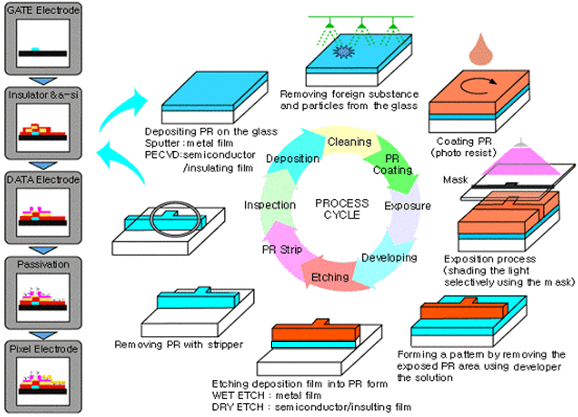 GATE Electrode
Insulator & a-si
DATA Electrode
Passivation
Pixel Electrode
Depositing PR on the glass
Sputter : metal film
PECVD : semiconductor
/insulating film
Removing foreign substance
and particles from the glass
Coating PR
(photo resist)
Mask
Exposition process
(shading the light
selectively using the mask)
Forming a pattern by removing the
exposed PR area using developer
the solution
Etching deposition film into PR form
WET ETCH : metal film
DRY ETCH : semiconductor/insulting film
Removing PR with stripper
PROCESS
CYCLE
Cleaning
PR
Coating
Exposure
Developing
Etching
PR Strip
Inspection
Deposition